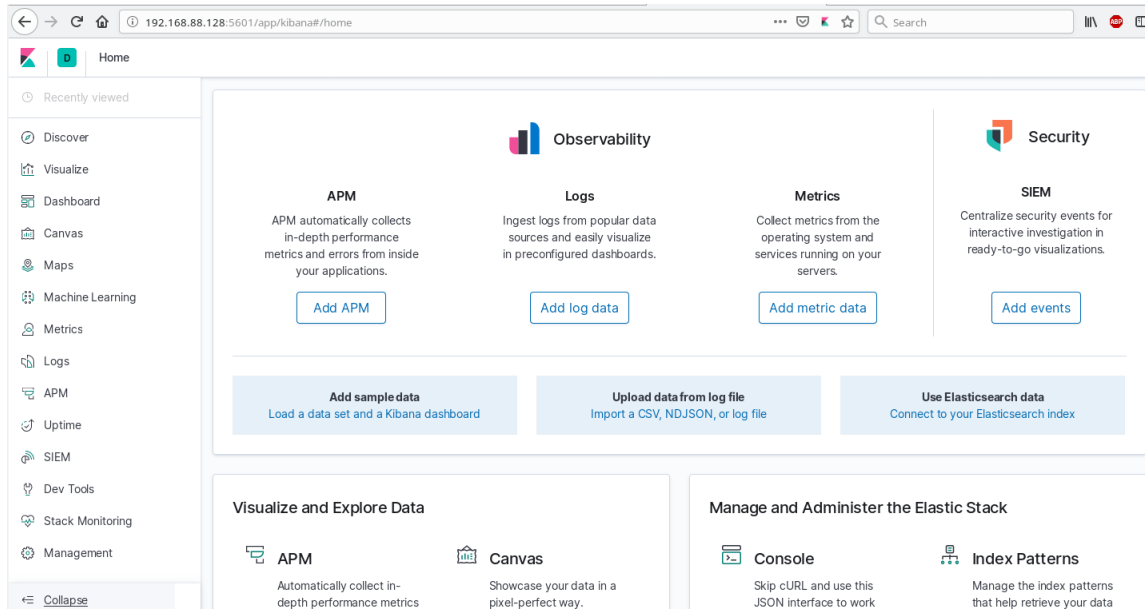 192.168.88.128:5601/app/kibana#/home
Search
ABP
D
Home
Recently viewed
Discover
Visualize
Dashboard
Canvas
Maps
Machine Learning
Metrics
Logs
APM
Uptime
SIEM
Dev Tools
Stack Monitoring
Management
Collapse
Observability
APM
APM automatically collects
in-depth performance
metrics and errors from inside
your applications.
Add APM
Logs
Ingest logs from popular data
sources and easily visualize
in preconfigured dashboards.
Add log data
Metrics
Collect metrics from the
operating system and
services running on your
servers.
Add metric data
Security
SIEM
Centralize security events for
interactive investigation in
ready-to-go visualizations.
Add events
Add sample data
Load a data set and a Kibana dashboard
Upload data from log file
Import a CSV, NDJSON, or log file
Use Elasticsearch data
Connect to your Elasticsearch index
Visualize and Explore Data
APM
Automatically collect in-
depth performance metrics
Canvas
Showcase your data in a
pixel-perfect way.
Manage and Administer the Elastic Stack
Console
Skip cURL and use this
JSON interface to work
Index Patterns
Manage the index patterns
that help retrieve your data